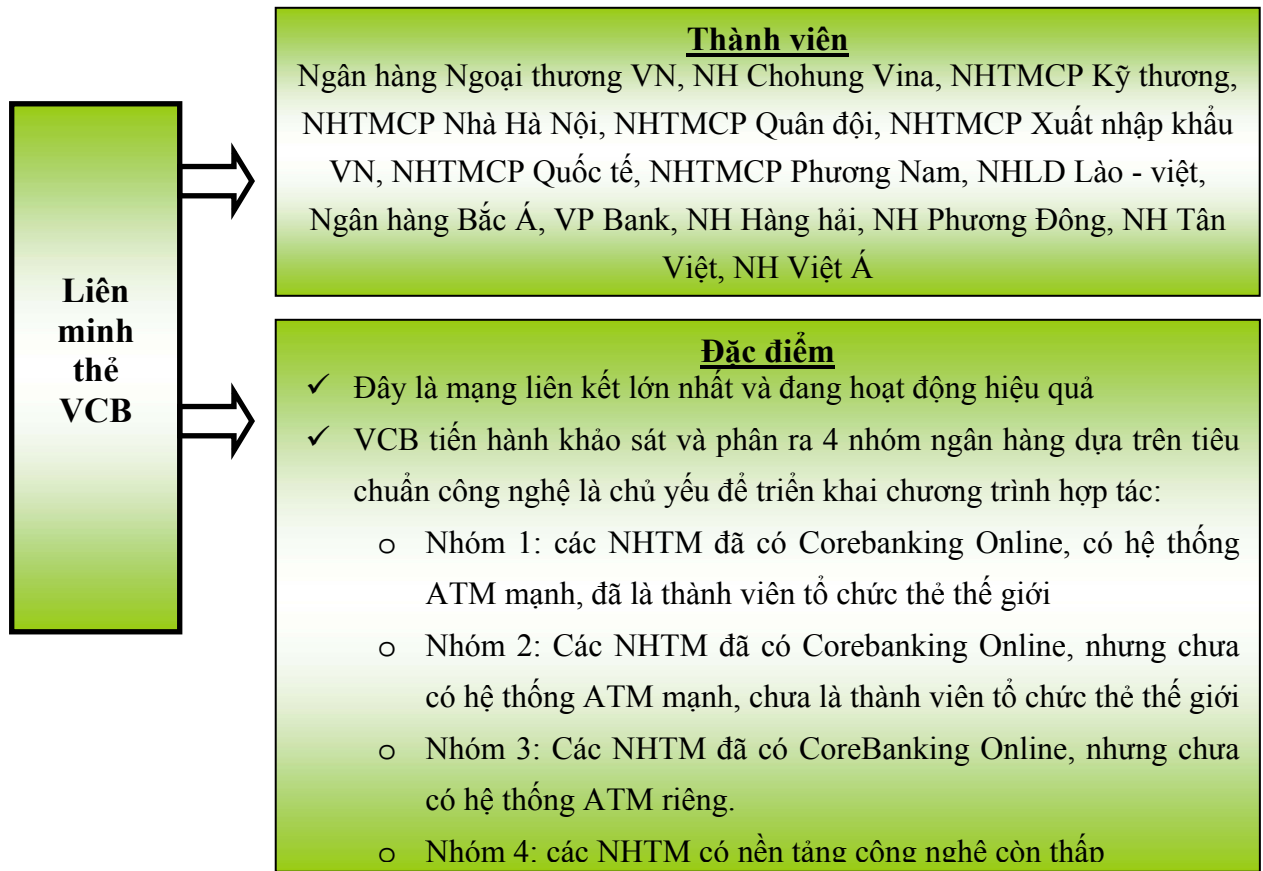 Liên
minh
thẻ
VCB
Thành viên
Ngân hàng Ngoại thương VN, NH Chohung Vina, NHTMCP Kỹ thương,
NHTMCP Nhà Hà Nội, NHTMCP Quân đội, NHTMCP Xuất nhập khẩu
VN, NHTMCP Quốc tế, NHTMCP Phương Nam, NHLD Lào - việt,
Ngân hàng Bắc Á, VP Bank, NH Hàng hải, NH Phương Đông, NH Tân
Việt, NH Việt Á
Đặc điểm
✓ Đây là mạng liên kết lớn nhất và đang hoạt động hiệu quả
✓ VCB tiến hành khảo sát và phân ra 4 nhóm ngân hàng dựa trên tiêu
chuẩn công nghệ là chủ yếu để triển khai chương trình hợp tác:
o Nhóm 1: các NHTM đã có Corebanking Online, có hệ thống
ATM mạnh, đã là thành viên tổ chức thẻ thế giới
o Nhóm 2: Các NHTM đã có Corebanking Online, nhưng chưa
có hệ thống ATM mạnh, chưa là thành viên tổ chức thẻ thế giới
o Nhóm 3: Các NHTM đã có CoreBanking Online, nhưng chưa
có hệ thống ATM riêng.
o Nhóm 4: các NHTM có nền tảng công nghệ còn thấp